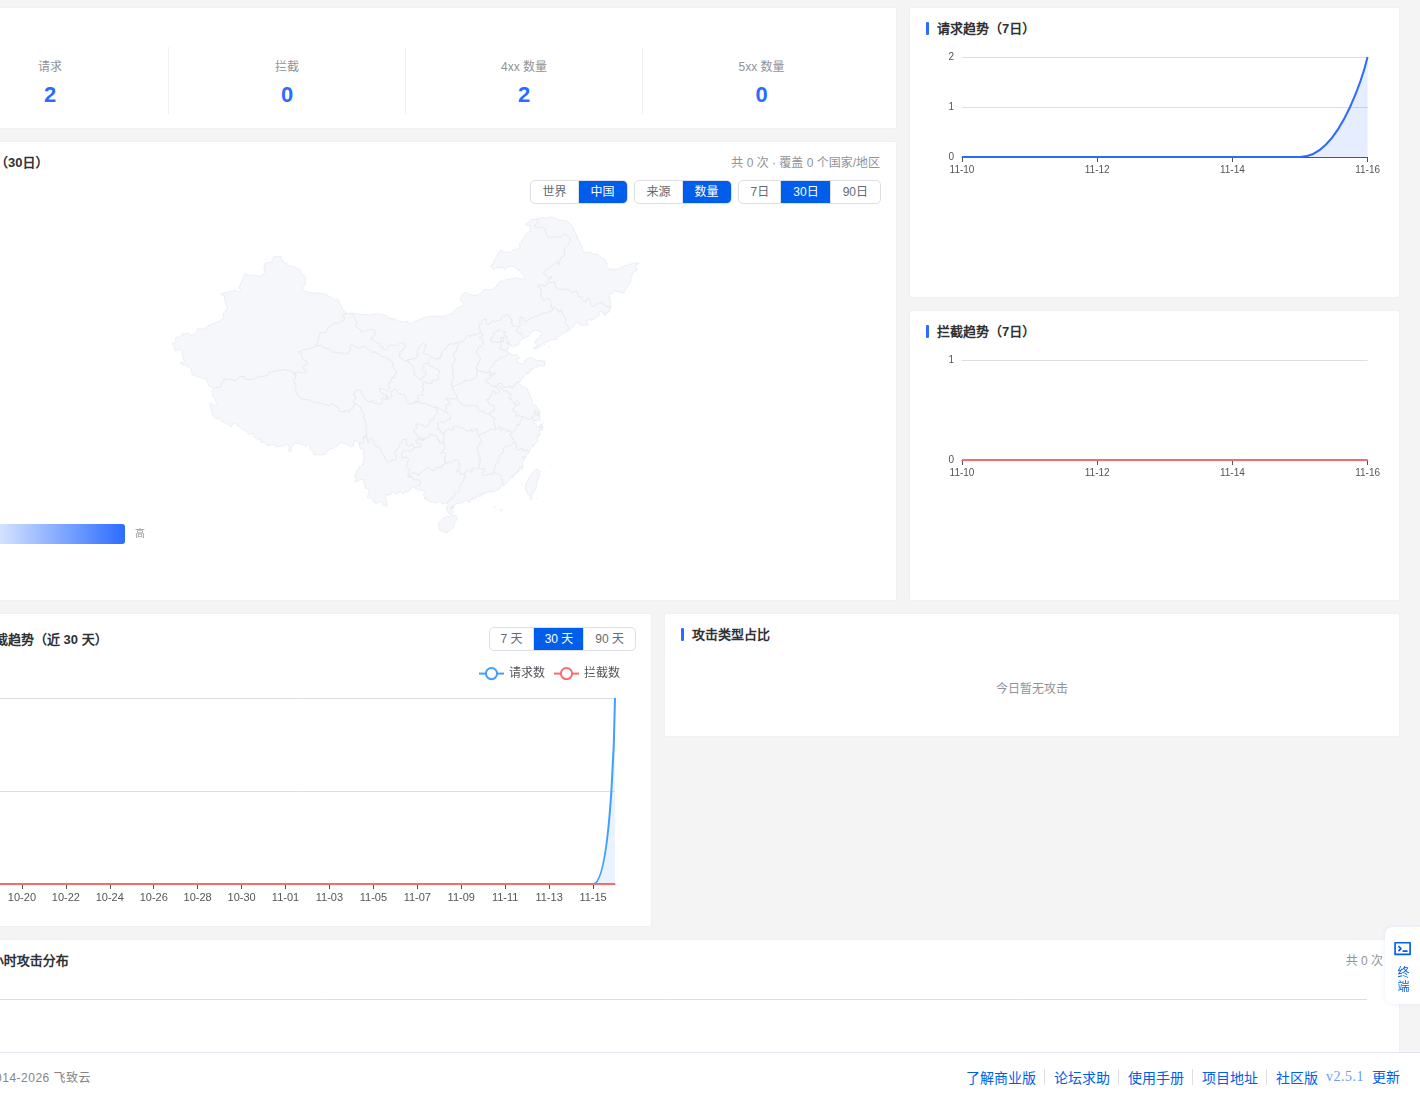 请求
2
拦截
0
4xx 数量
2
5xx 数量
0
请求趋势（7日）
2
1
0
11-10
11-12
11-14
11-16
（30日）
共 0 次 · 覆盖 0 个国家/地区
世界
中国
来源
数量
7日
30日
90日
高
拦截趋势（7日）
1
0
11-10
11-12
11-14
11-16
截趋势（近 30 天）
7 天
30 天
90 天
请求数
拦截数
10-20
10-22
10-24
10-26
10-28
10-30
11-01
11-03
11-05
11-07
11-09
11-11
11-13
11-15
攻击类型占比
今日暂无攻击
小时攻击分布
共 0 次
终端
014-2026 飞致云
了解商业版
论坛求助
使用手册
项目地址
社区版 v2.5.1 更新